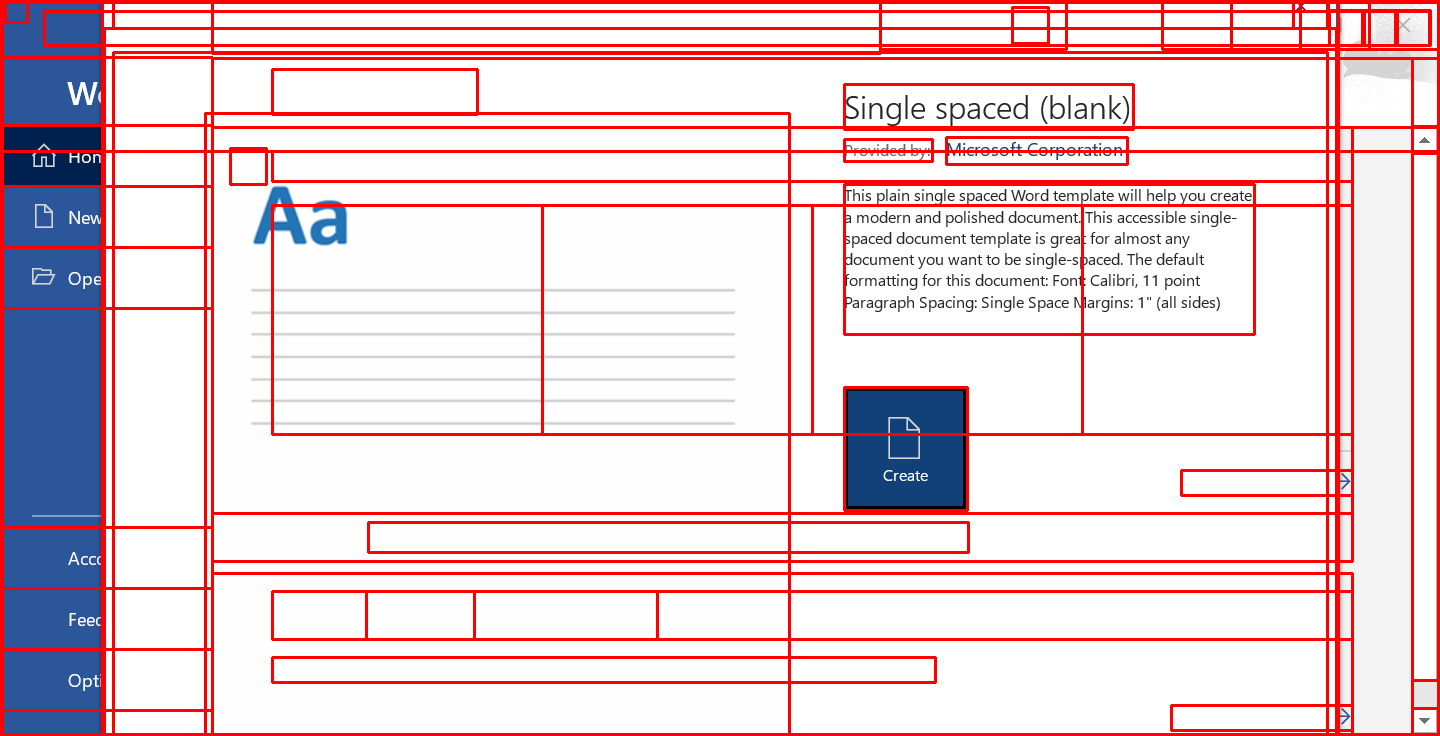 Single spaced (blank)
Provided by: Microsoft Corporation
This plain single spaced Word template will help you create
a modern and polished document. This accessible single-
spaced document template is great for almost any
document you want to be single-spaced. The default
formatting for this document: Font: Calibri, 11 point
Paragraph Spacing: Single Space Margins: 1" (all sides)
Create
Aa
Wo
Hom
New
Ope
Acco
Feed
Opti